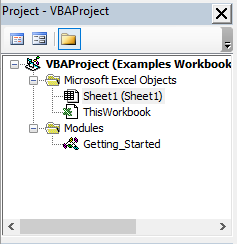 Project - VBAProject
VBAProject (Examples Workbook
Microsoft Excel Objects
Sheet1 (Sheet1)
ThisWorkbook
Modules
Getting_Started